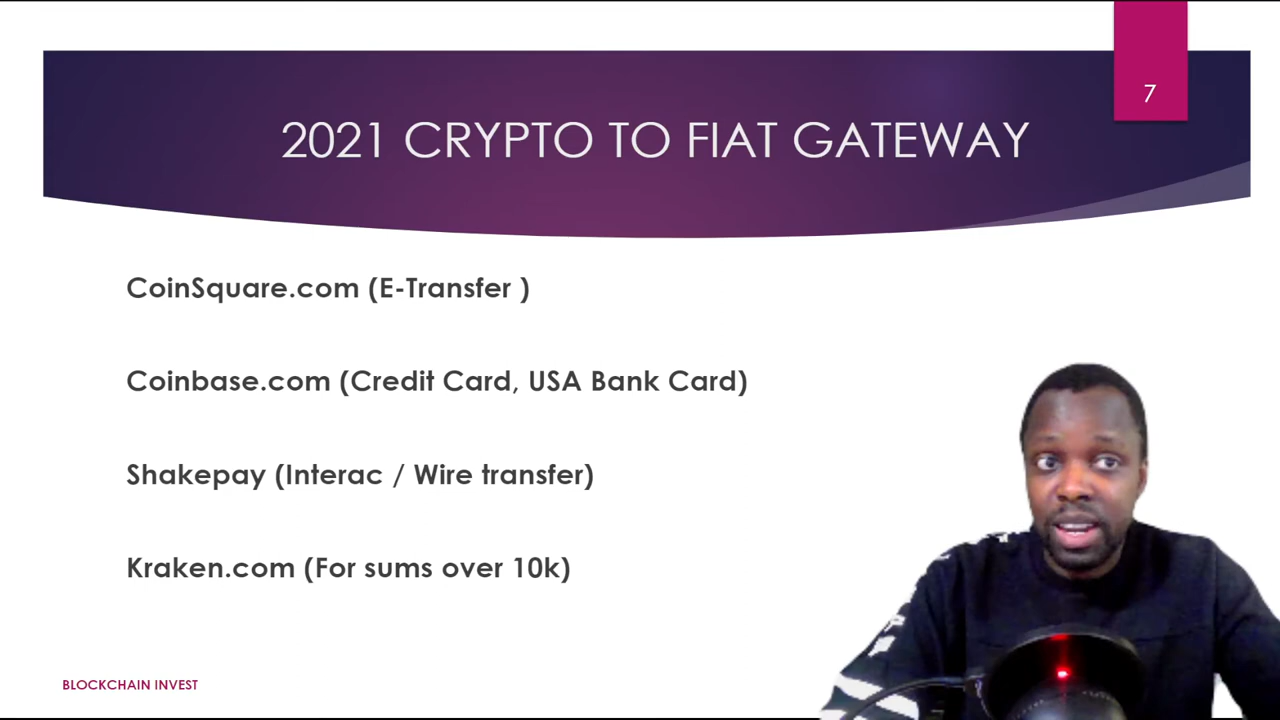 7
2021 CRYPTO TO FIAT GATEWAY
CoinSquare.com (E-Transfer )
Coinbase.com (Credit Card, USA Bank Card)
Shakepay (Interac / Wire transfer)
Kraken.com (For sums over 10k)
BLOCKCHAIN INVEST